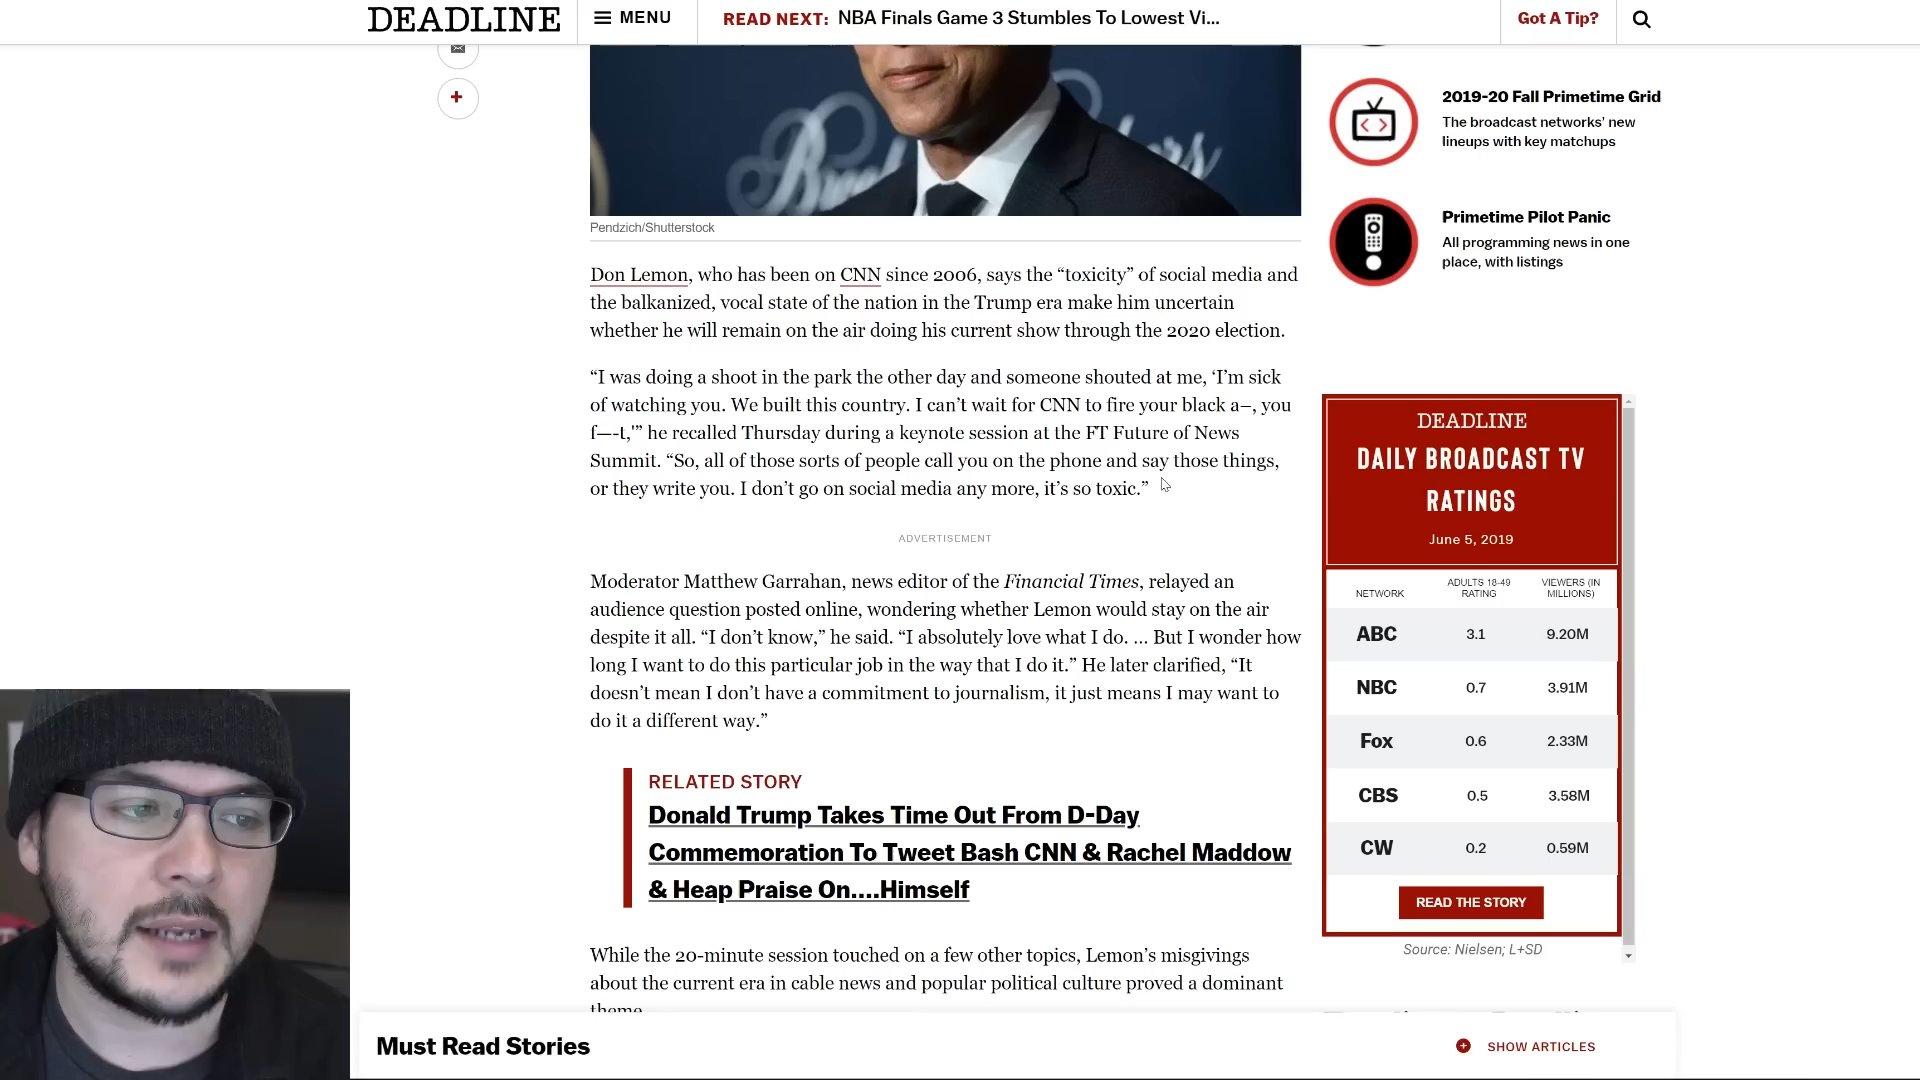 DEADLINE
MENU
READ NEXT: NBA Finals Game 3 Stumbles To Lowest Vi...
Got A Tip?
Pendzich/Shutterstock
Don Lemon, who has been on CNN since 2006, says the “toxicity” of social media and
the balkanized, vocal state of the nation in the Trump era make him uncertain
whether he will remain on the air doing his current show through the 2020 election.
“I was doing a shoot in the park the other day and someone shouted at me, ‘I’m sick
of watching you. We built this country. I can’t wait for CNN to fire your black a–, you
f—-t,'” he recalled Thursday during a keynote session at the FT Future of News
Summit. “So, all of those sorts of people call you on the phone and say those things,
or they write you. I don’t go on social media any more, it’s so toxic.”
ADVERTISEMENT
Moderator Matthew Garrahan, news editor of the Financial Times, relayed an
audience question posted online, wondering whether Lemon would stay on the air
despite it all. “I don’t know,” he said. “I absolutely love what I do. … But I wonder how
long I want to do this particular job in the way that I do it.” He later clarified, “It
doesn’t mean I don’t have a commitment to journalism, it just means I may want to
do it a different way.”
RELATED STORY
Donald Trump Takes Time Out From D-Day
Commemoration To Tweet Bash CNN & Rachel Maddow
& Heap Praise On....Himself
While the 20-minute session touched on a few other topics, Lemon’s misgivings
about the current era in cable news and popular political culture proved a dominant
theme
2019-20 Fall Primetime Grid
The broadcast networks’ new
lineups with key matchups
Primetime Pilot Panic
All programming news in one
place, with listings
DEADLINE
DAILY BROADCAST TV
RATINGS
June 5, 2019
NETWORK ADULTS 18-49 RATING VIEWERS (IN MILLIONS)
ABC 3.1 9.20M
NBC 0.7 3.91M
Fox 0.6 2.33M
CBS 0.5 3.58M
CW 0.2 0.59M
READ THE STORY
Source: Nielsen; L+SD
Must Read Stories
SHOW ARTICLES